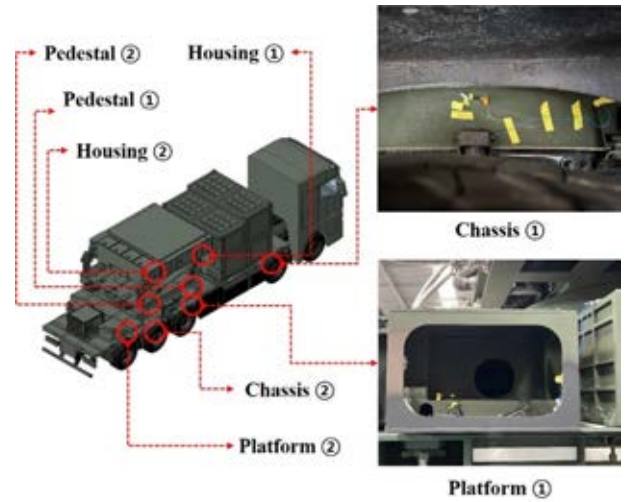 Pedestal ②
Housing ①
Pedestal ①
Housing ②
Chassis ①
Chassis ②
Platform ②
Platform ①